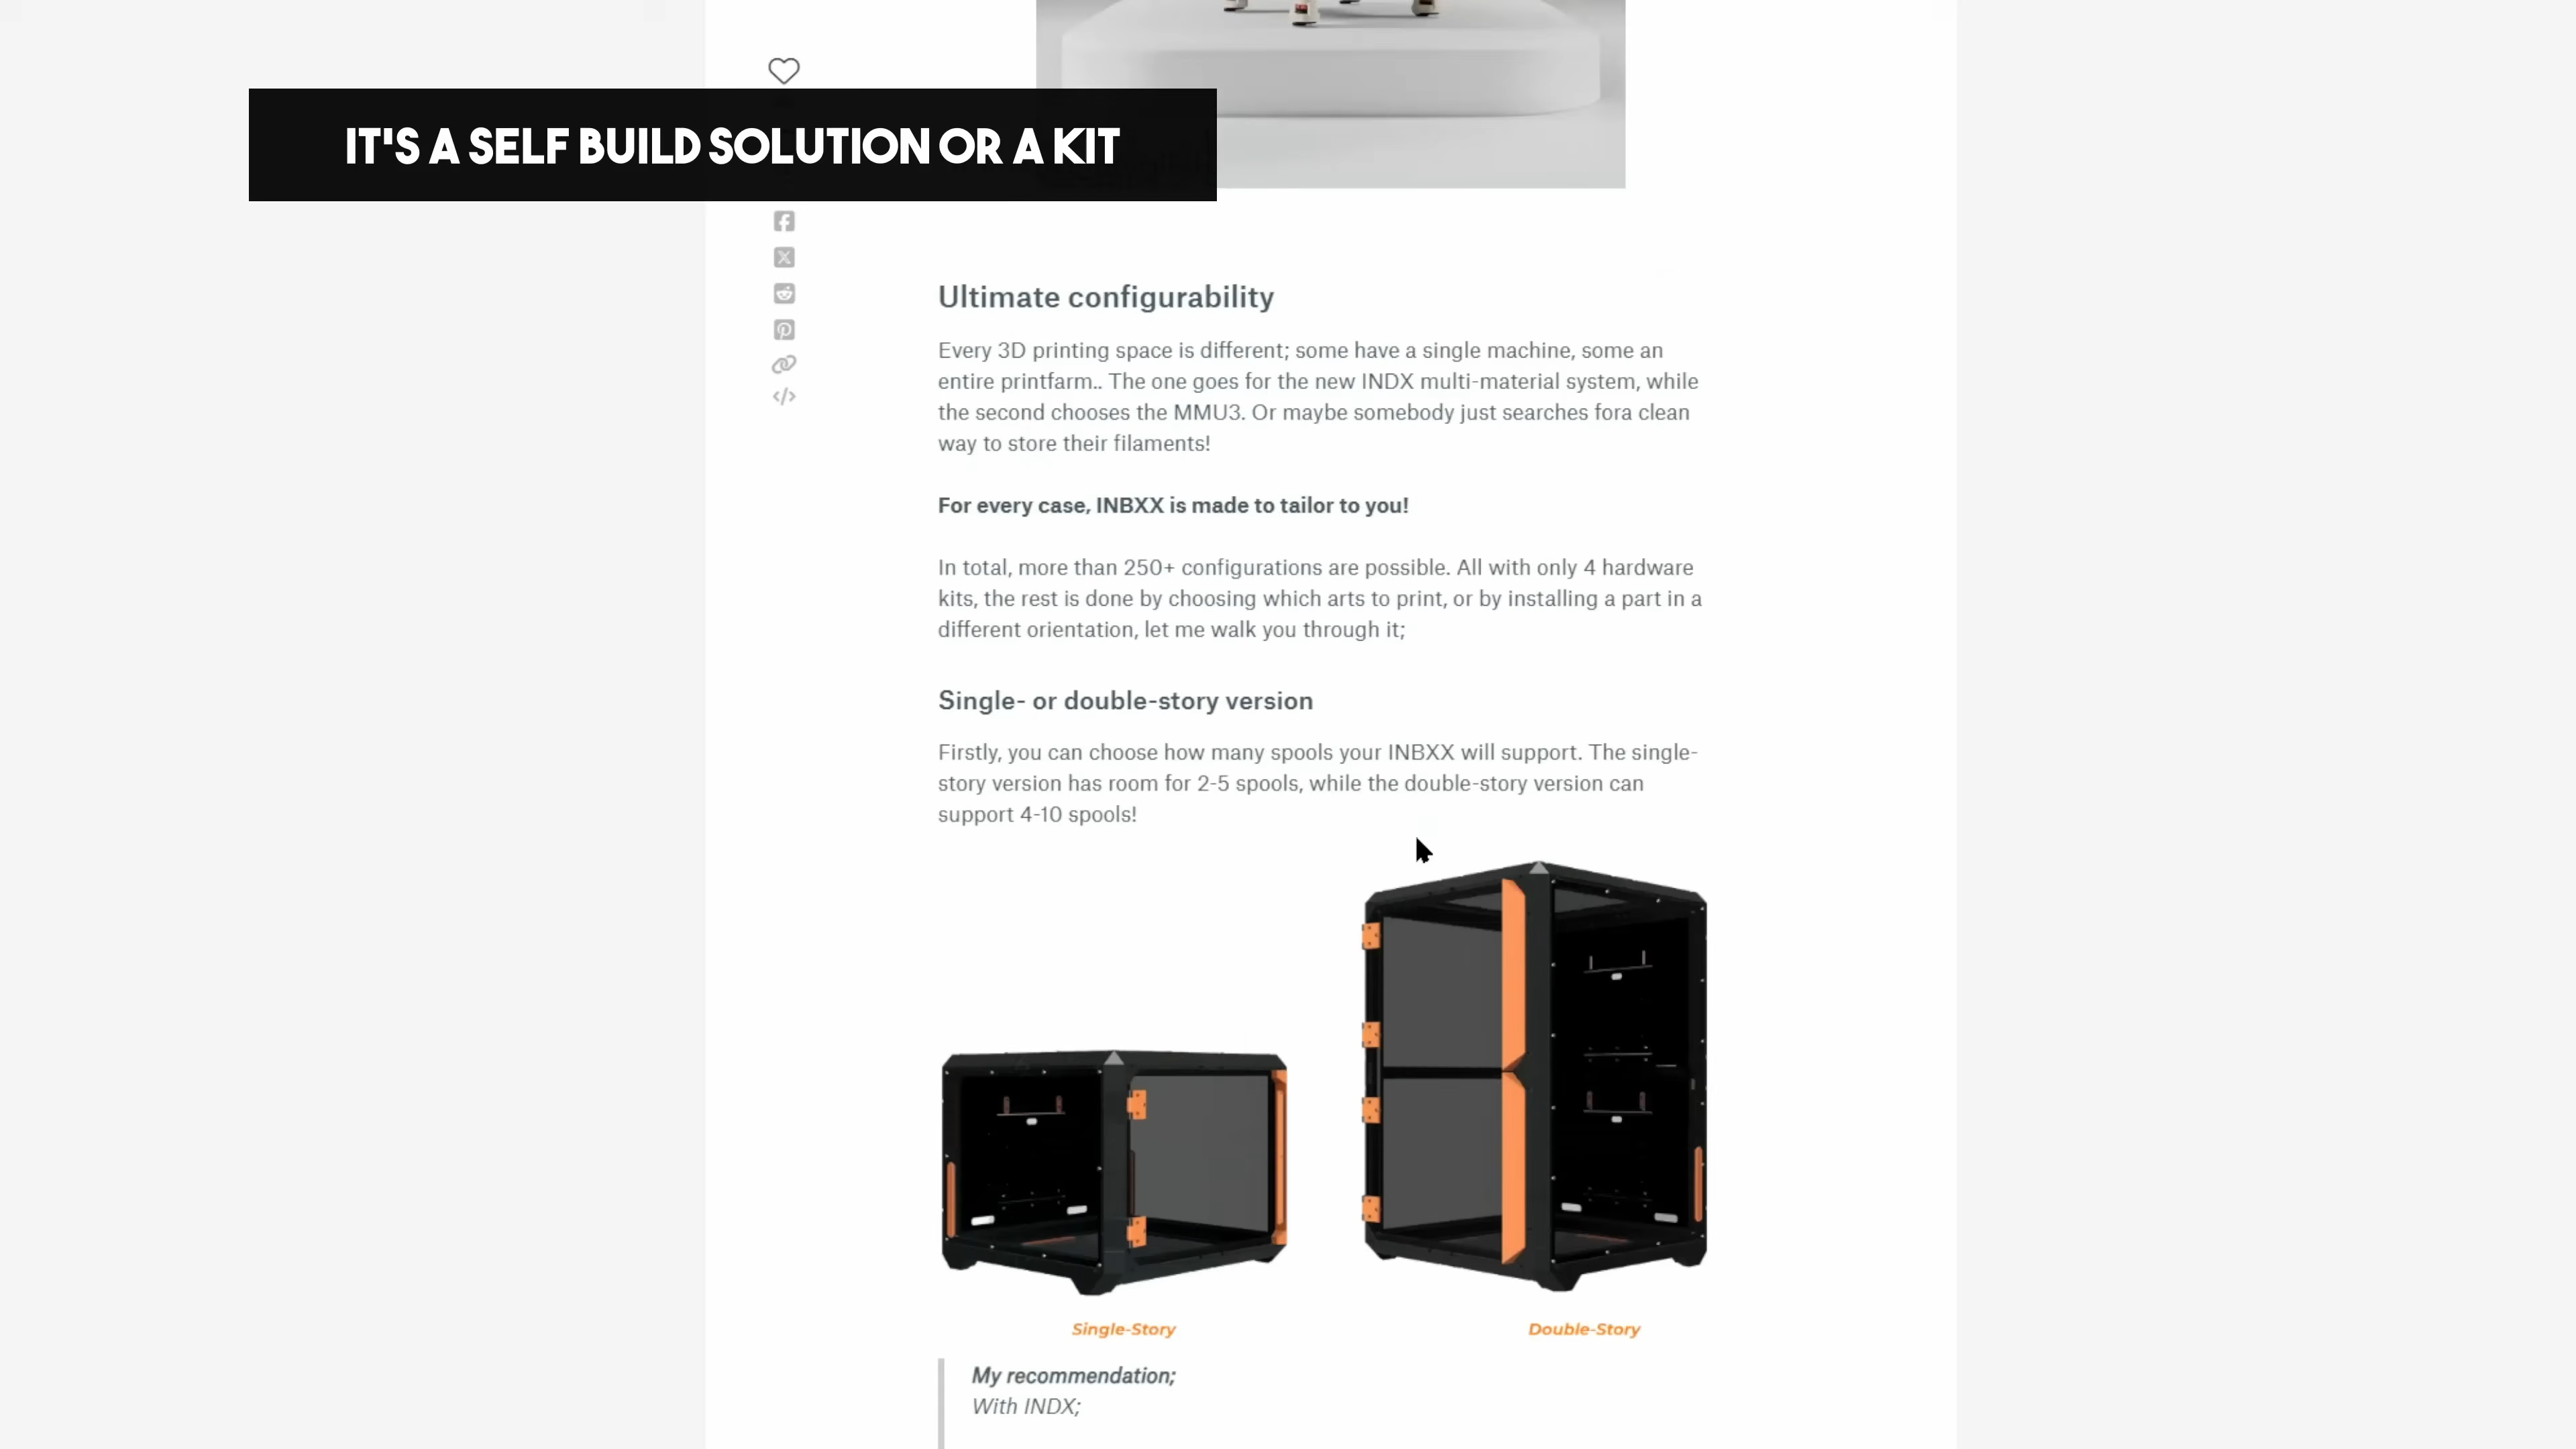 IT'S A SELF BUILD SOLUTION OR A KIT
Ultimate configurability
Every 3D printing space is different; some have a single machine, some an
entire printfarm.. The one goes for the new INDX multi-material system, while
the second chooses the MMU3. Or maybe somebody just searches fora clean
way to store their filaments!
For every case, INBXX is made to tailor to you!
In total, more than 250+ configurations are possible. All with only 4 hardware
kits, the rest is done by choosing which arts to print, or by installing a part in a
different orientation, let me walk you through it;
Single- or double-story version
Firstly, you can choose how many spools your INBXX will support. The single-
story version has room for 2-5 spools, while the double-story version can
support 4-10 spools!
Single-Story
Double-Story
My recommendation;
With INDX;